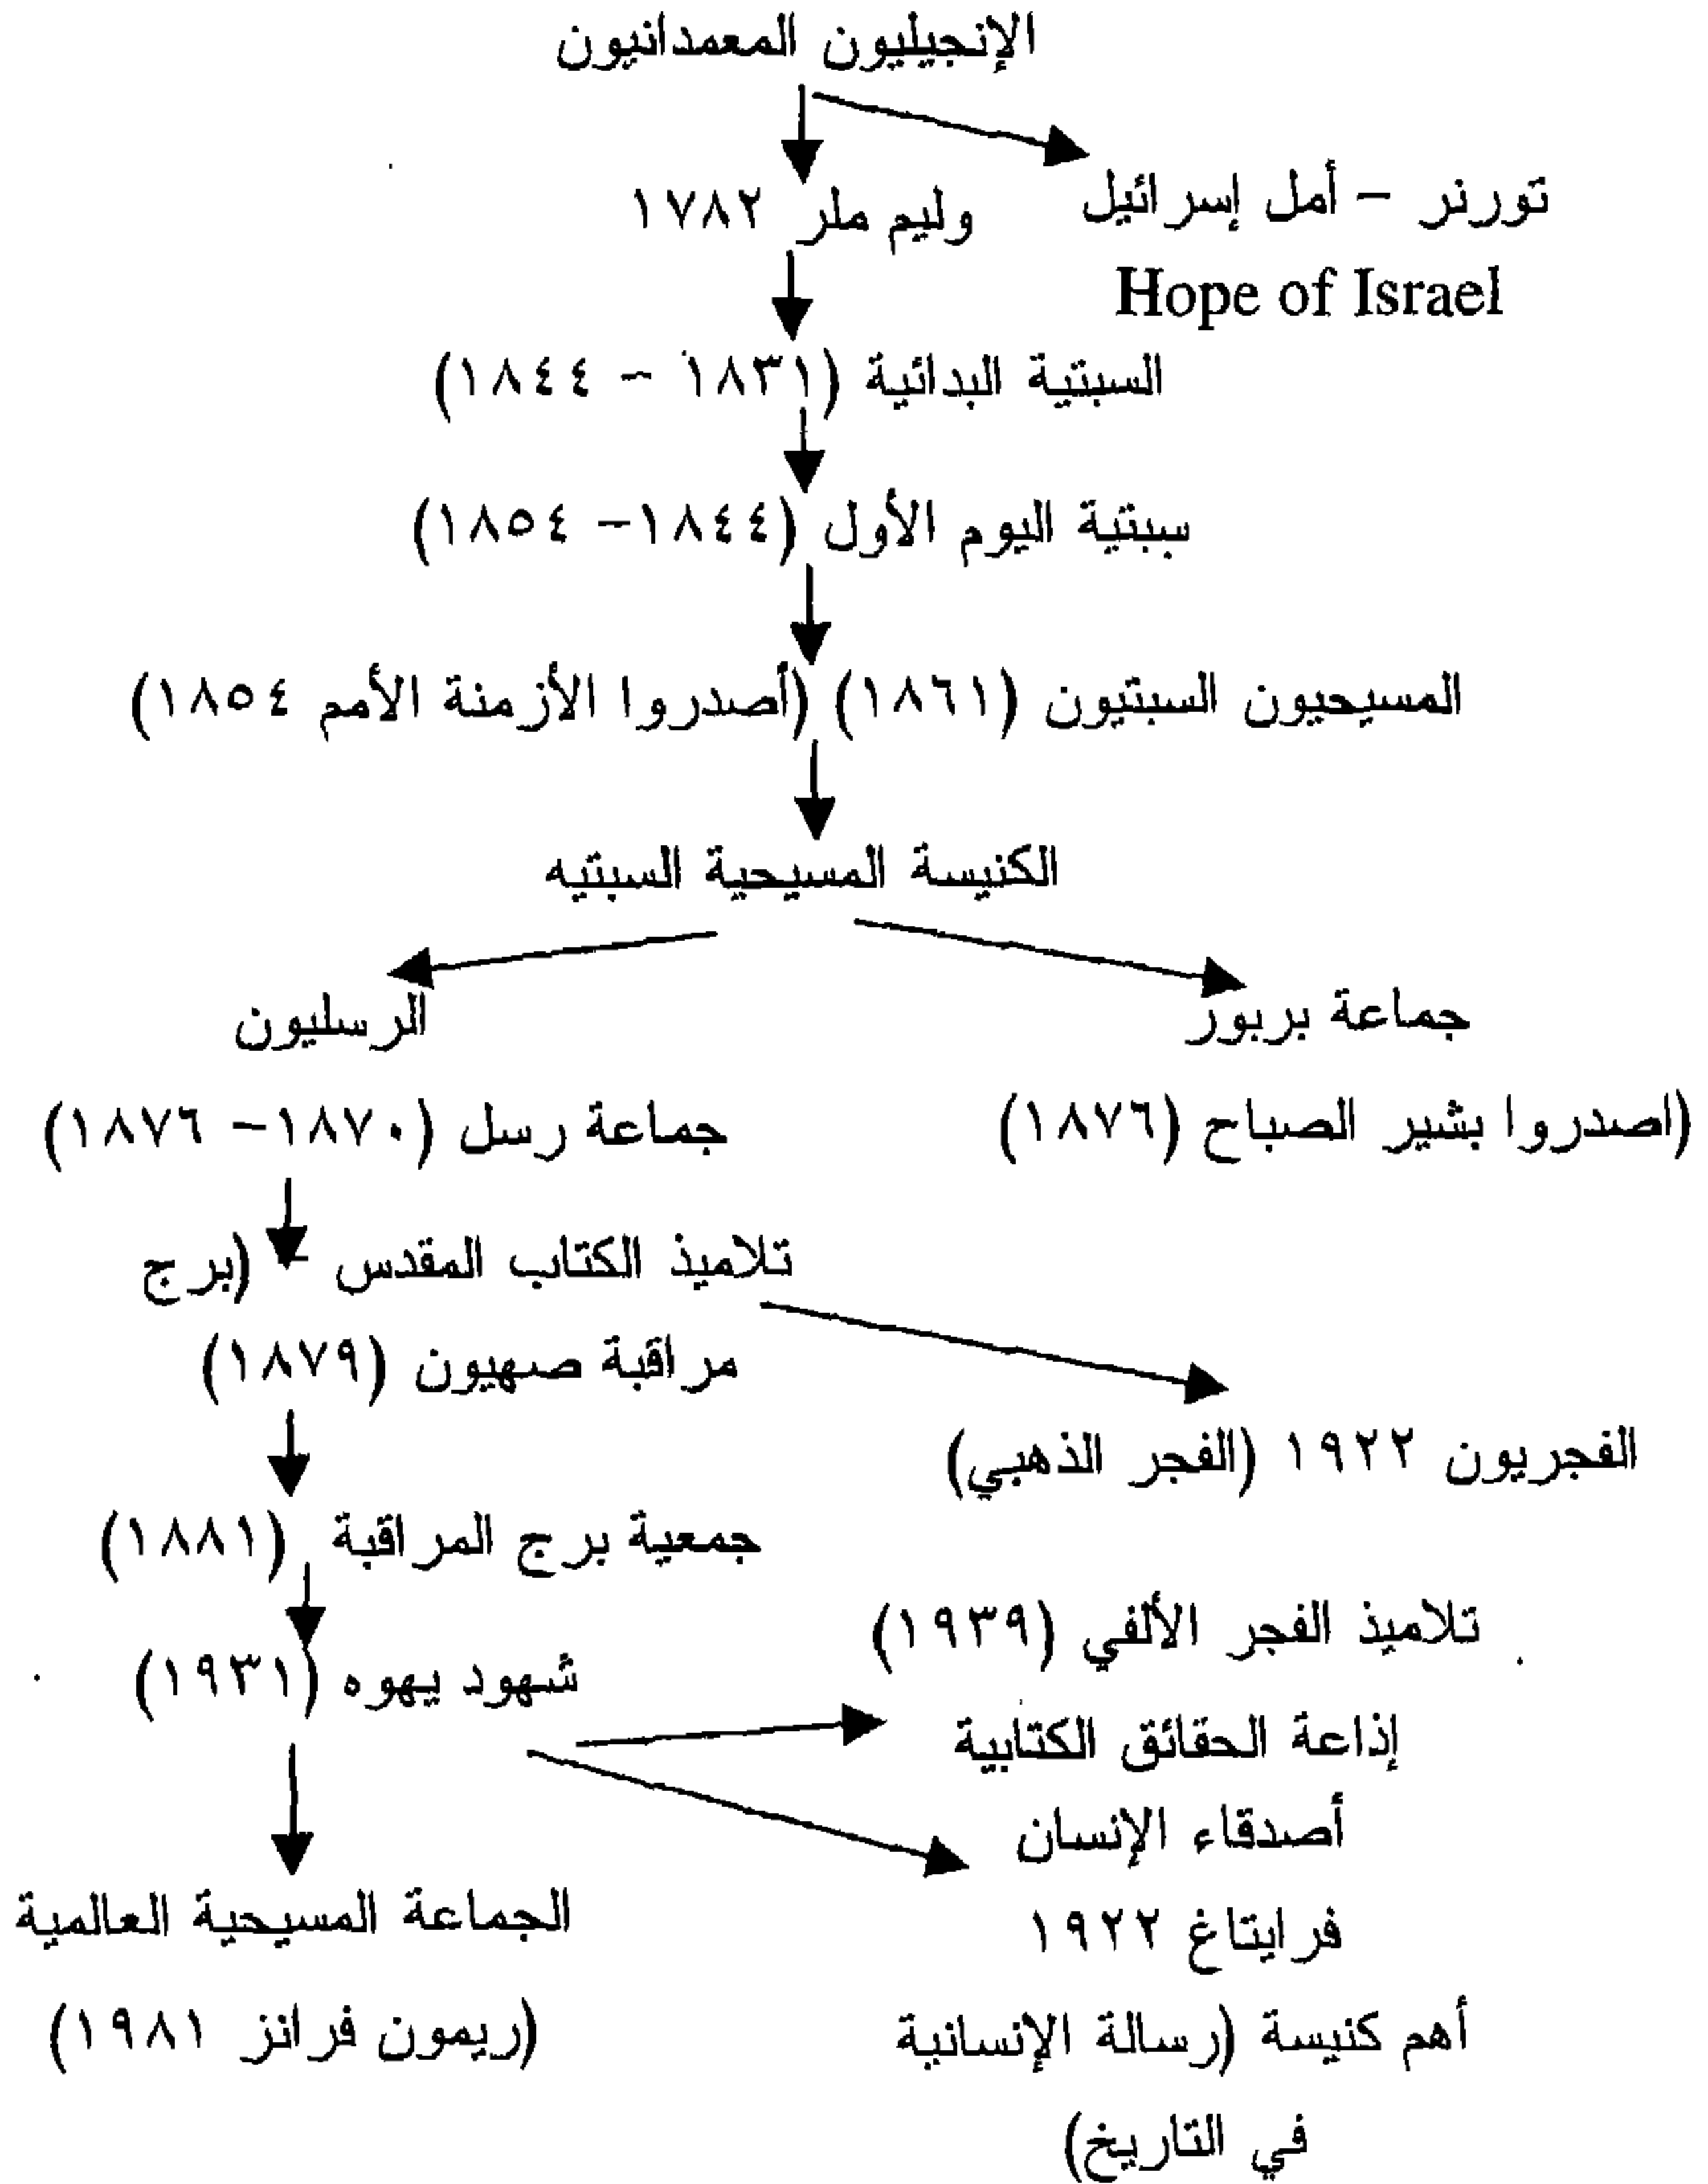 الإنجيليون المعمدانيون
تورنر – أمل إسرائيل
وليم ملر ١٧٨٢
Hope of Israel
السبتية البدائية (١٨٣١ – ١٨٤٤)
سبتية اليوم الأول (١٨٤٤– ١٨٥٤)
المسيحيون السبتيون (١٨٦١) (أصدروا الأزمنة الأمم ١٨٥٤)
الكنيسة المسيحية السبتيه
جماعة بربور
الرسليون
(اصدروا بشير الصباح (١٨٧٦)
جماعة رسل (١٨٧٠– ١٨٧٦)
تلاميذ الكتاب المقدس – (برج
مراقبة صهيون (١٨٧٩)
الفجريون ١٩٢٢ (الفجر الذهبي)
جمعية برج المراقبة (١٨٨١)
تلاميذ الفجر الألفي (١٩٣٩)
شهود يهوه (١٩٣١)
إذاعة الحقائق الكتابية
أصدقاء الإنسان
الجماعة المسيحية العالمية
فرايتاغ ١٩٢٢
(ريمون فرانز ١٩٨١)
أهم كنيسة (رسالة الإنسانية
في التاريخ)